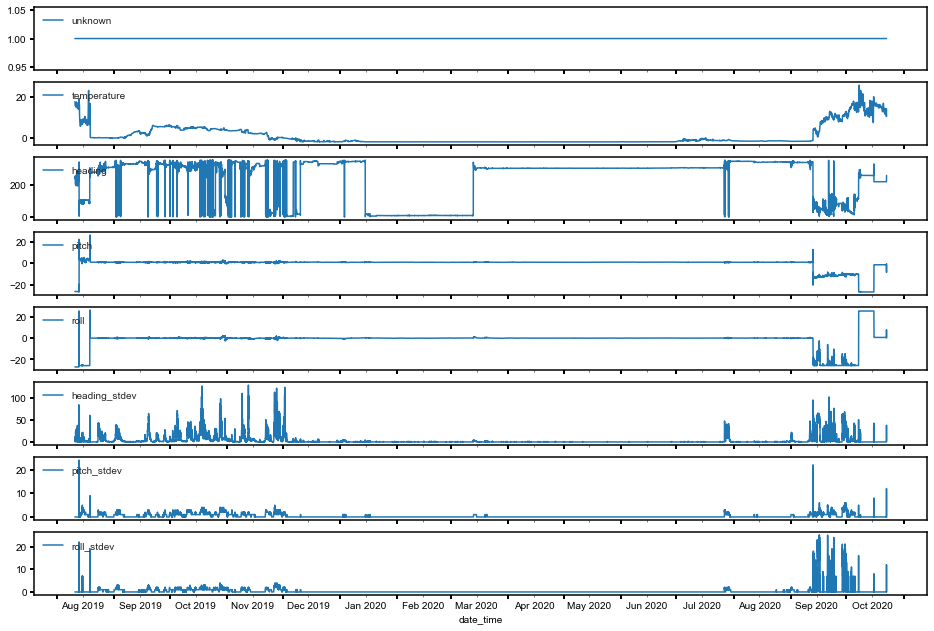 1.05
unknown
1.00
0.95
20
temperature
0
heading
200
0
20
pitch
0
−20
20
roll
0
−20
heading_stdev
100
50
0
pitch_stdev
20
10
0
roll_stdev
20
10
0
Aug 2019 Sep 2019 Oct 2019 Nov 2019 Dec 2019 Jan 2020 Feb 2020 Mar 2020 Apr 2020 May 2020 Jun 2020 Jul 2020 Aug 2020 Sep 2020 Oct 2020
date_time